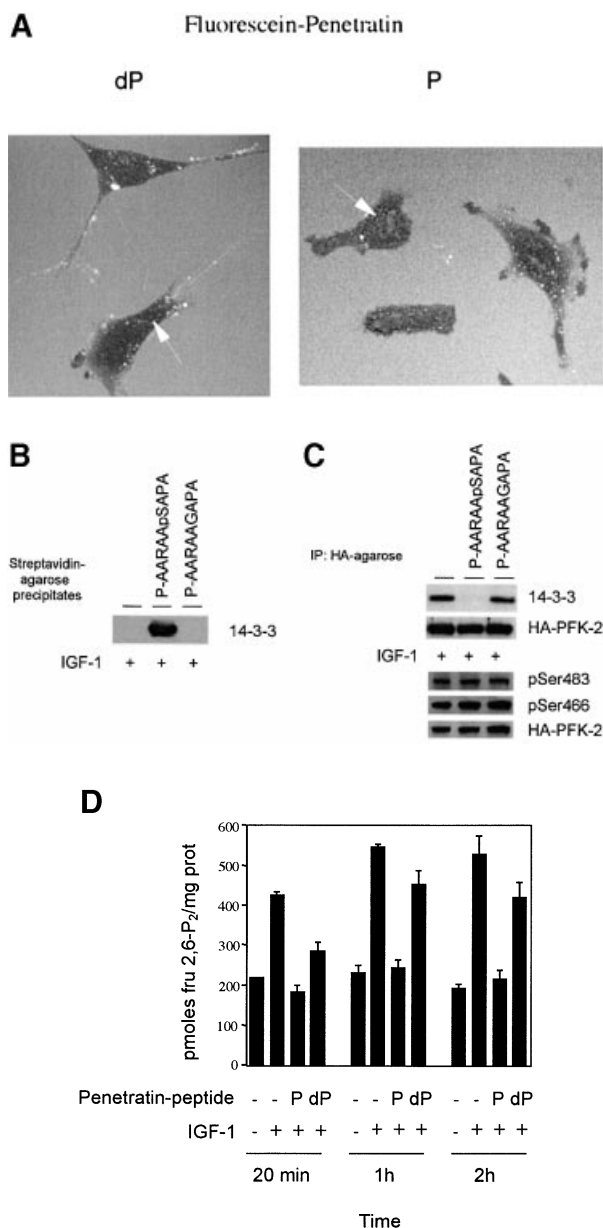 A
Fluorescein-Penetratin
dP
P
B
P-AARAApSAPA
P-AARAAGAPA
Streptavidin-
agarose
precipitates
14-3-3
IGF-1 + + +
C
P-AARAApSAPA
P-AARAAGAPA
IP: HA-agarose
14-3-3
HA-PFK-2
IGF-1 + + +
pSer483
pSer466
HA-PFK-2
D
pmoles fru 2,6-P₂/mg prot
600
500
400
300
200
100
0
Penetratin-peptide - - P dP - - P dP - - P dP
IGF-1 - + + + - + + + - + + +
20 min 1h 2h
Time